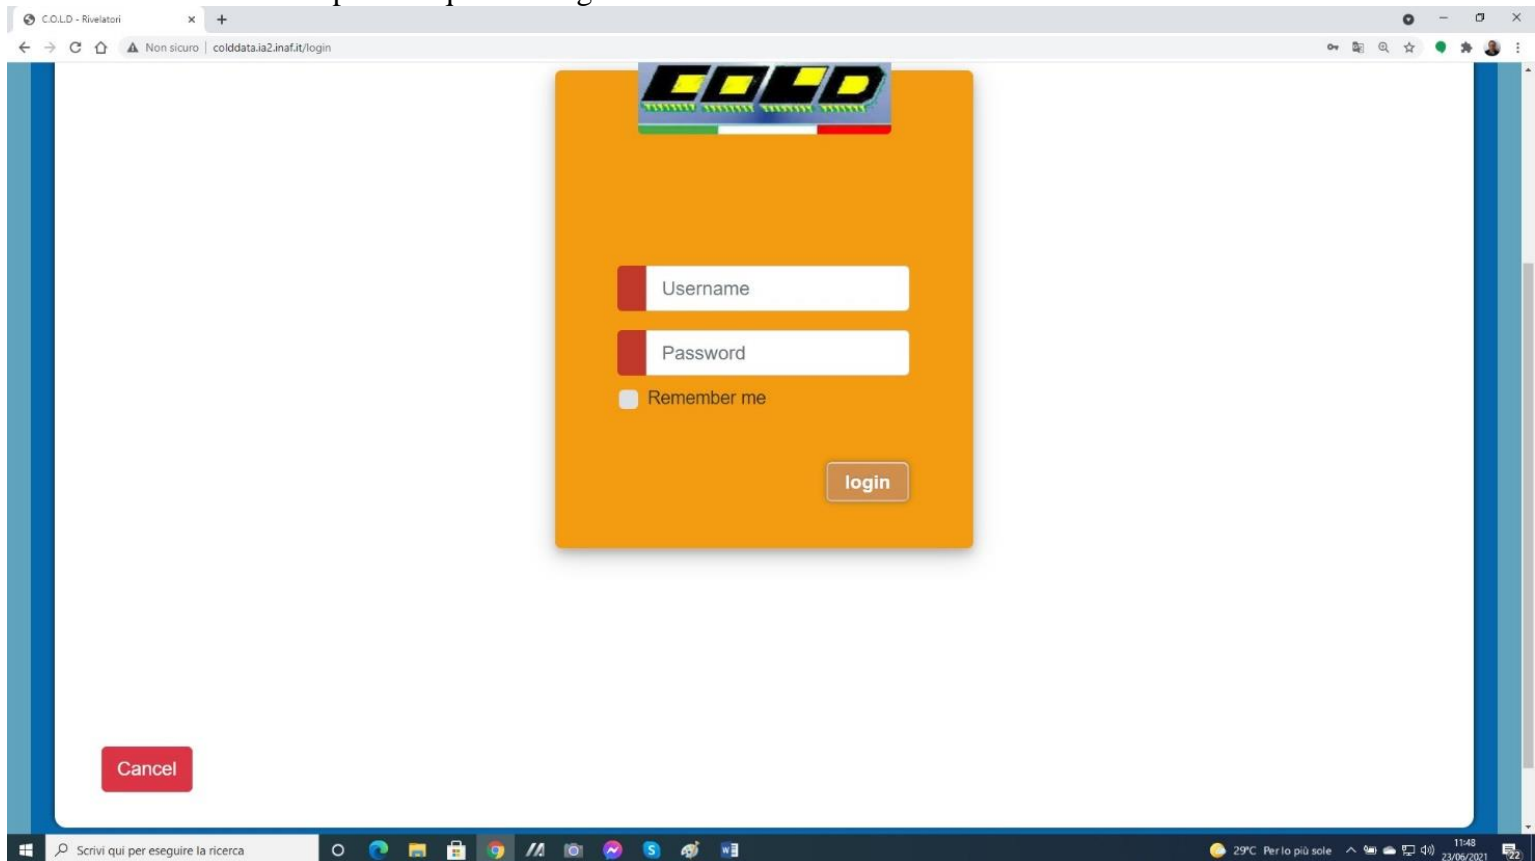 C.O.L.D - Rivelatori
Non sicuro | colddata.ia2.inaf.it/login
COLD
Username
Password
Remember me
login
Cancel
Scrivi qui per eseguire la ricerca
29°C Per lo più sole
11:48
23/06/2021
22